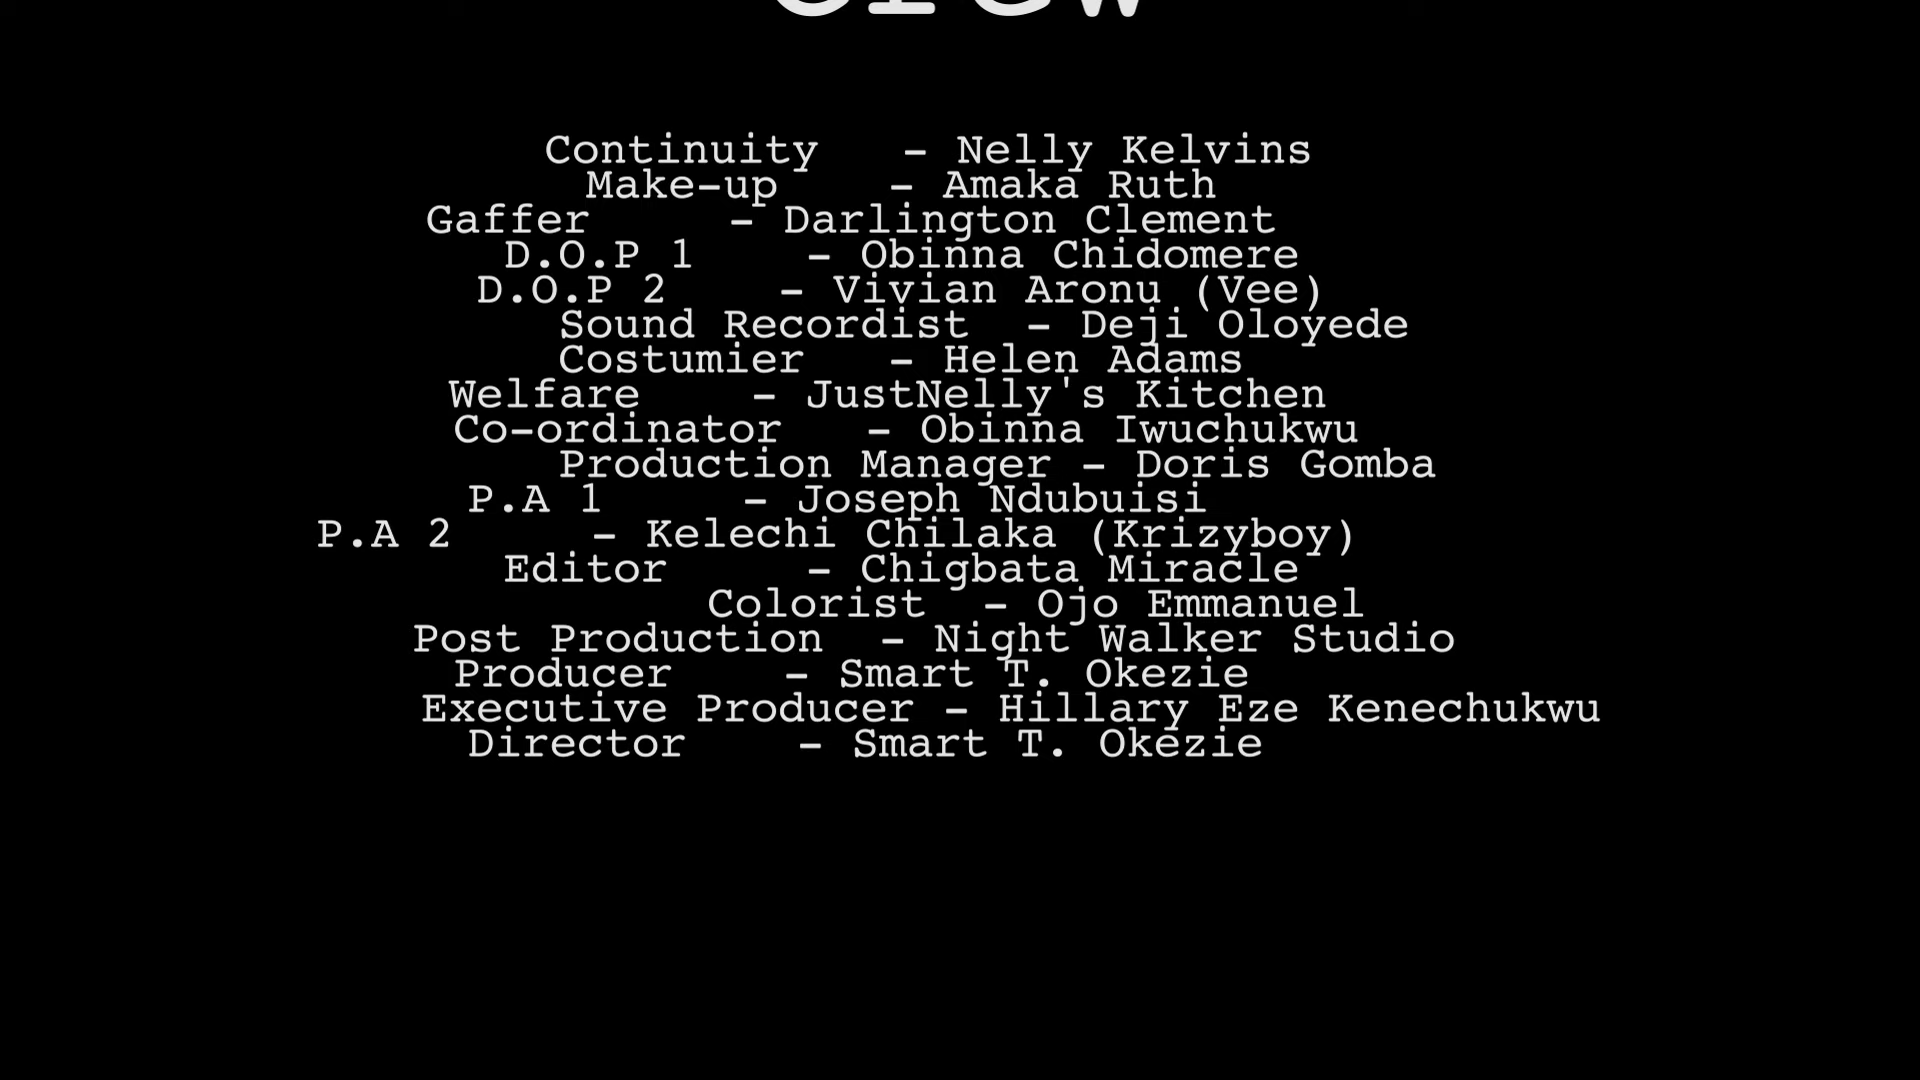 Crew
Continuity - Nelly Kelvins
Make-up - Amaka Ruth
Gaffer - Darlington Clement
D.O.P 1 - Obinna Chidomere
D.O.P 2 - Vivian Aronu (Vee)
Sound Recordist - Deji Oloyede
Costumier - Helen Adams
Welfare - JustNelly's Kitchen
Co-ordinator - Obinna Iwuchukwu
Production Manager - Doris Gomba
P.A 1 - Joseph Ndubuisi
P.A 2 - Kelechi Chilaka (Krizyboy)
Editor - Chigbata Miracle
Colorist - Ojo Emmanuel
Post Production - Night Walker Studio
Producer - Smart T. Okezie
Executive Producer - Hillary Eze Kenechukwu
Director - Smart T. Okezie